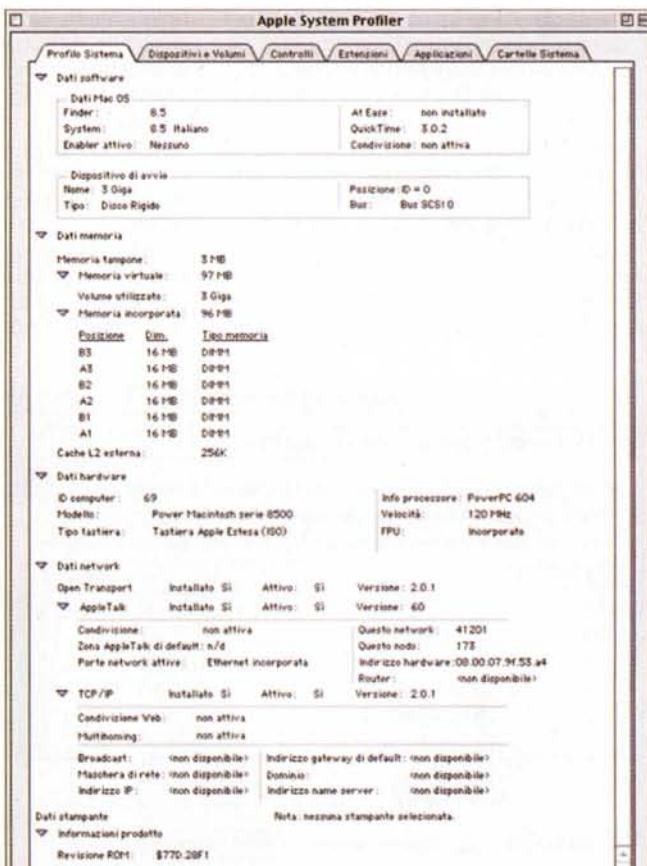 Apple System Profiler
Profilo Sistema Dispositivi e Volumi Controlli Estensioni Applicazioni Cartelle Sistema
Dati software
Dati Mac OS
Finder: 8.5 At Ease: non installato
System: 8.5 Italiano QuickTime: 3.0.2
Enabler attivo: Nessuno Condivisione: non attiva
Dispositivo di avvio
Nome: 3 Giga Posizione: ID = 0
Tipo: Disco Rigido Bus: Bus SCSI 0
Dati memoria
Memoria tampone: 3 MB
Memoria virtuale: 97 MB
Volume utilizzato: 3 Giga
Memoria incorporata: 96 MB
Posizione Dim. Tipo memoria
B3 16 MB DIMM
A3 16 MB DIMM
B2 16 MB DIMM
A2 16 MB DIMM
B1 16 MB DIMM
A1 16 MB DIMM
Cache L2 esterna: 256K
Dati hardware
ID computer: 69 Info processore: PowerPC 604
Modello: Power Macintosh serie 8500 Velocità: 120 MHz
Tipo tastiera: Tastiera Apple Estesa (ISO) FPU: Incorporato
Dati network
Open Transport Installato Sì Attivo: Sì Versione: 2.0.1
AppleTalk Installato Sì Attivo: Sì Versione: 60
Condivisione: non attiva Questo network: 41201
Zona AppleTalk di default: n/d Questo nodo: 173
Porte network attive: Ethernet incorporata Indirizzo hardware: 08.00.07.9f.53.a4
Router: <non disponibile>
TCP/IP Installato Sì Attivo: Sì Versione: 2.0.1
Condivisione Web: non attiva
Multihoming: non attiva
Broadcast: <non disponibile> Indirizzo gateway di default: <non disponibile>
Maschera di rete: <non disponibile> Dominio: <non disponibile>
Indirizzo IP: <non disponibile> Indirizzo name server: <non disponibile>
Dati stampante Nota: nessuna stampante selezionata.
Informazioni prodotto
Revisione ROM: $77D.28F1